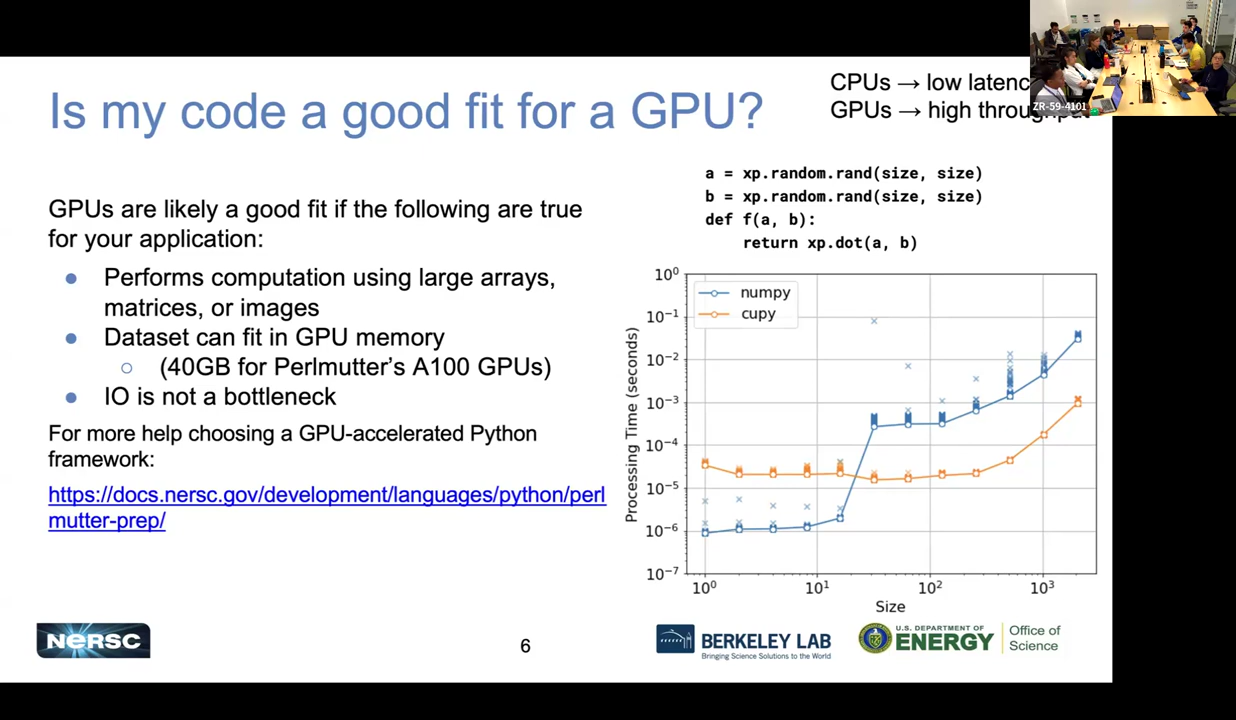 Is my code a good fit for a GPU?
CPUs → low latenc
GPUs → high throughput
ZR-59-4101
GPUs are likely a good fit if the following are true
for your application:
● Performs computation using large arrays,
matrices, or images
● Dataset can fit in GPU memory
○ (40GB for Perlmutter's A100 GPUs)
● IO is not a bottleneck
For more help choosing a GPU-accelerated Python
framework:
https://docs.nersc.gov/development/languages/python/perl
mutter-prep/
a = xp.random.rand(size, size)
b = xp.random.rand(size, size)
def f(a, b):
return xp.dot(a, b)
numpy
cupy
Processing Time (seconds)
10⁰
10⁻¹
10⁻²
10⁻³
10⁻⁴
10⁻⁵
10⁻⁶
10⁻⁷
10⁰ 10¹ 10² 10³
Size
NERSC
6
BERKELEY LAB
Bringing Science Solutions to the World
U.S. DEPARTMENT OF
ENERGY
Office of
Science